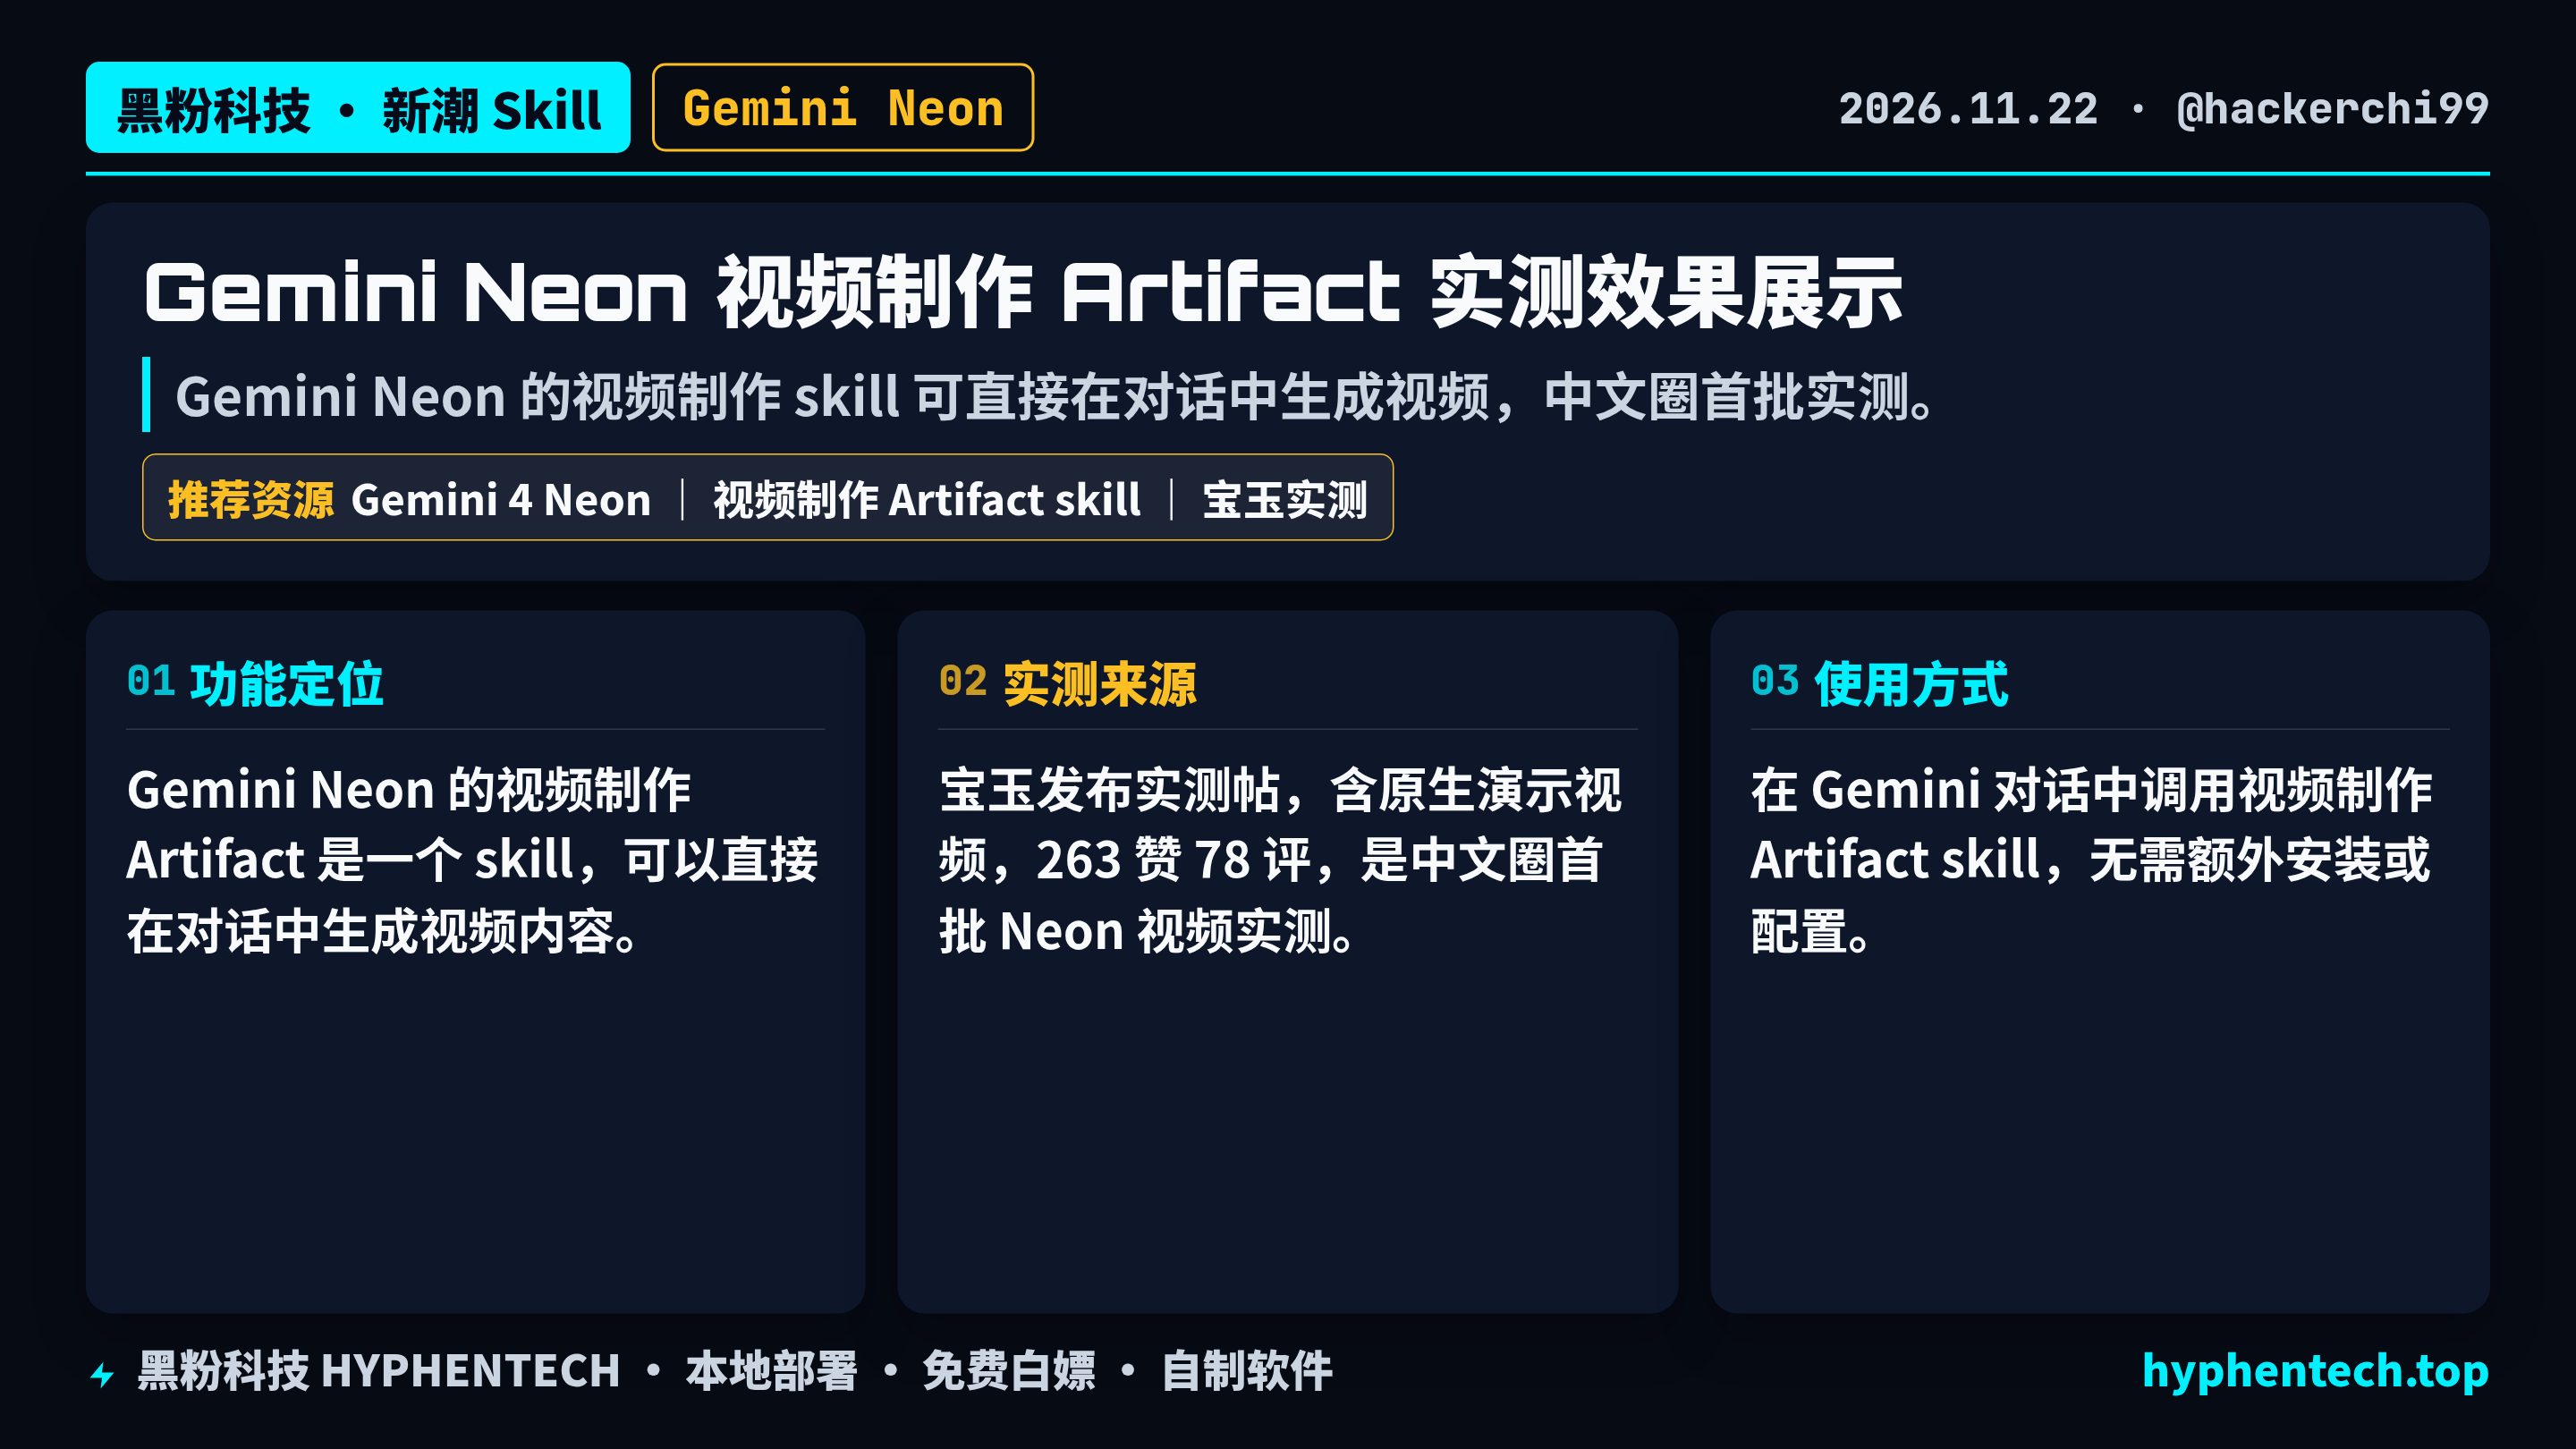 黑粉科技 · 新潮 Skill
Gemini Neon
2026.11.22 · @hackerchi99
Gemini Neon 视频制作 Artifact 实测效果展示
Gemini Neon 的视频制作 skill 可直接在对话中生成视频，中文圈首批实测。
推荐资源 Gemini 4 Neon ｜ 视频制作 Artifact skill ｜ 宝玉实测
01 功能定位
Gemini Neon 的视频制作
Artifact 是一个 skill，可以直接
在对话中生成视频内容。
02 实测来源
宝玉发布实测帖，含原生演示视
频，263 赞 78 评，是中文圈首
批 Neon 视频实测。
03 使用方式
在 Gemini 对话中调用视频制作
Artifact skill，无需额外安装或
配置。
黑粉科技 HYPHENTECH · 本地部署 · 免费白嫖 · 自制软件
hyphentech.top